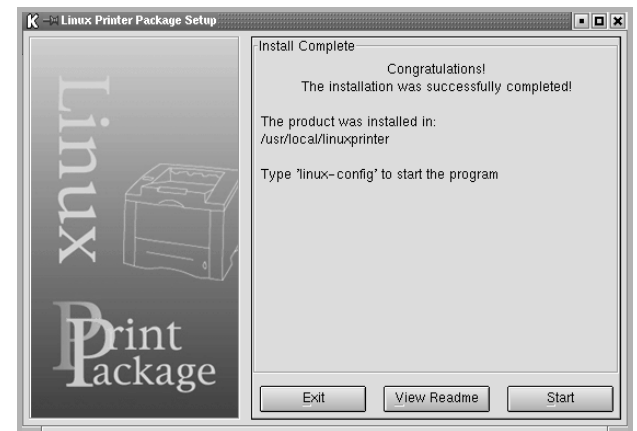 Linux Printer Package Setup
Linux
Print
Package
Install Complete
Congratulations!
The installation was successfully completed!
The product was installed in:
/usr/local/linuxprinter
Type 'linux-config' to start the program
Exit
View Readme
Start